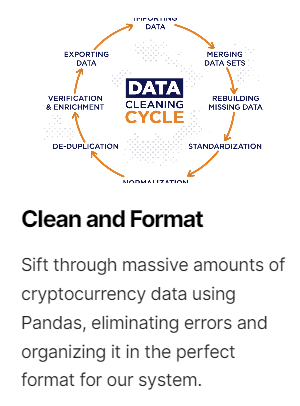 IMPORTING
DATA
EXPORTING
DATA
MERGING
DATA SETS
DATA
CLEANING
CYCLE
VERIFICATION
& ENRICHMENT
REBUILDING
MISSING DATA
DE-DUPLICATION
STANDARDIZATION
NORMALIZATION
Clean and Format
Sift through massive amounts of
cryptocurrency data using
Pandas, eliminating errors and
organizing it in the perfect
format for our system.